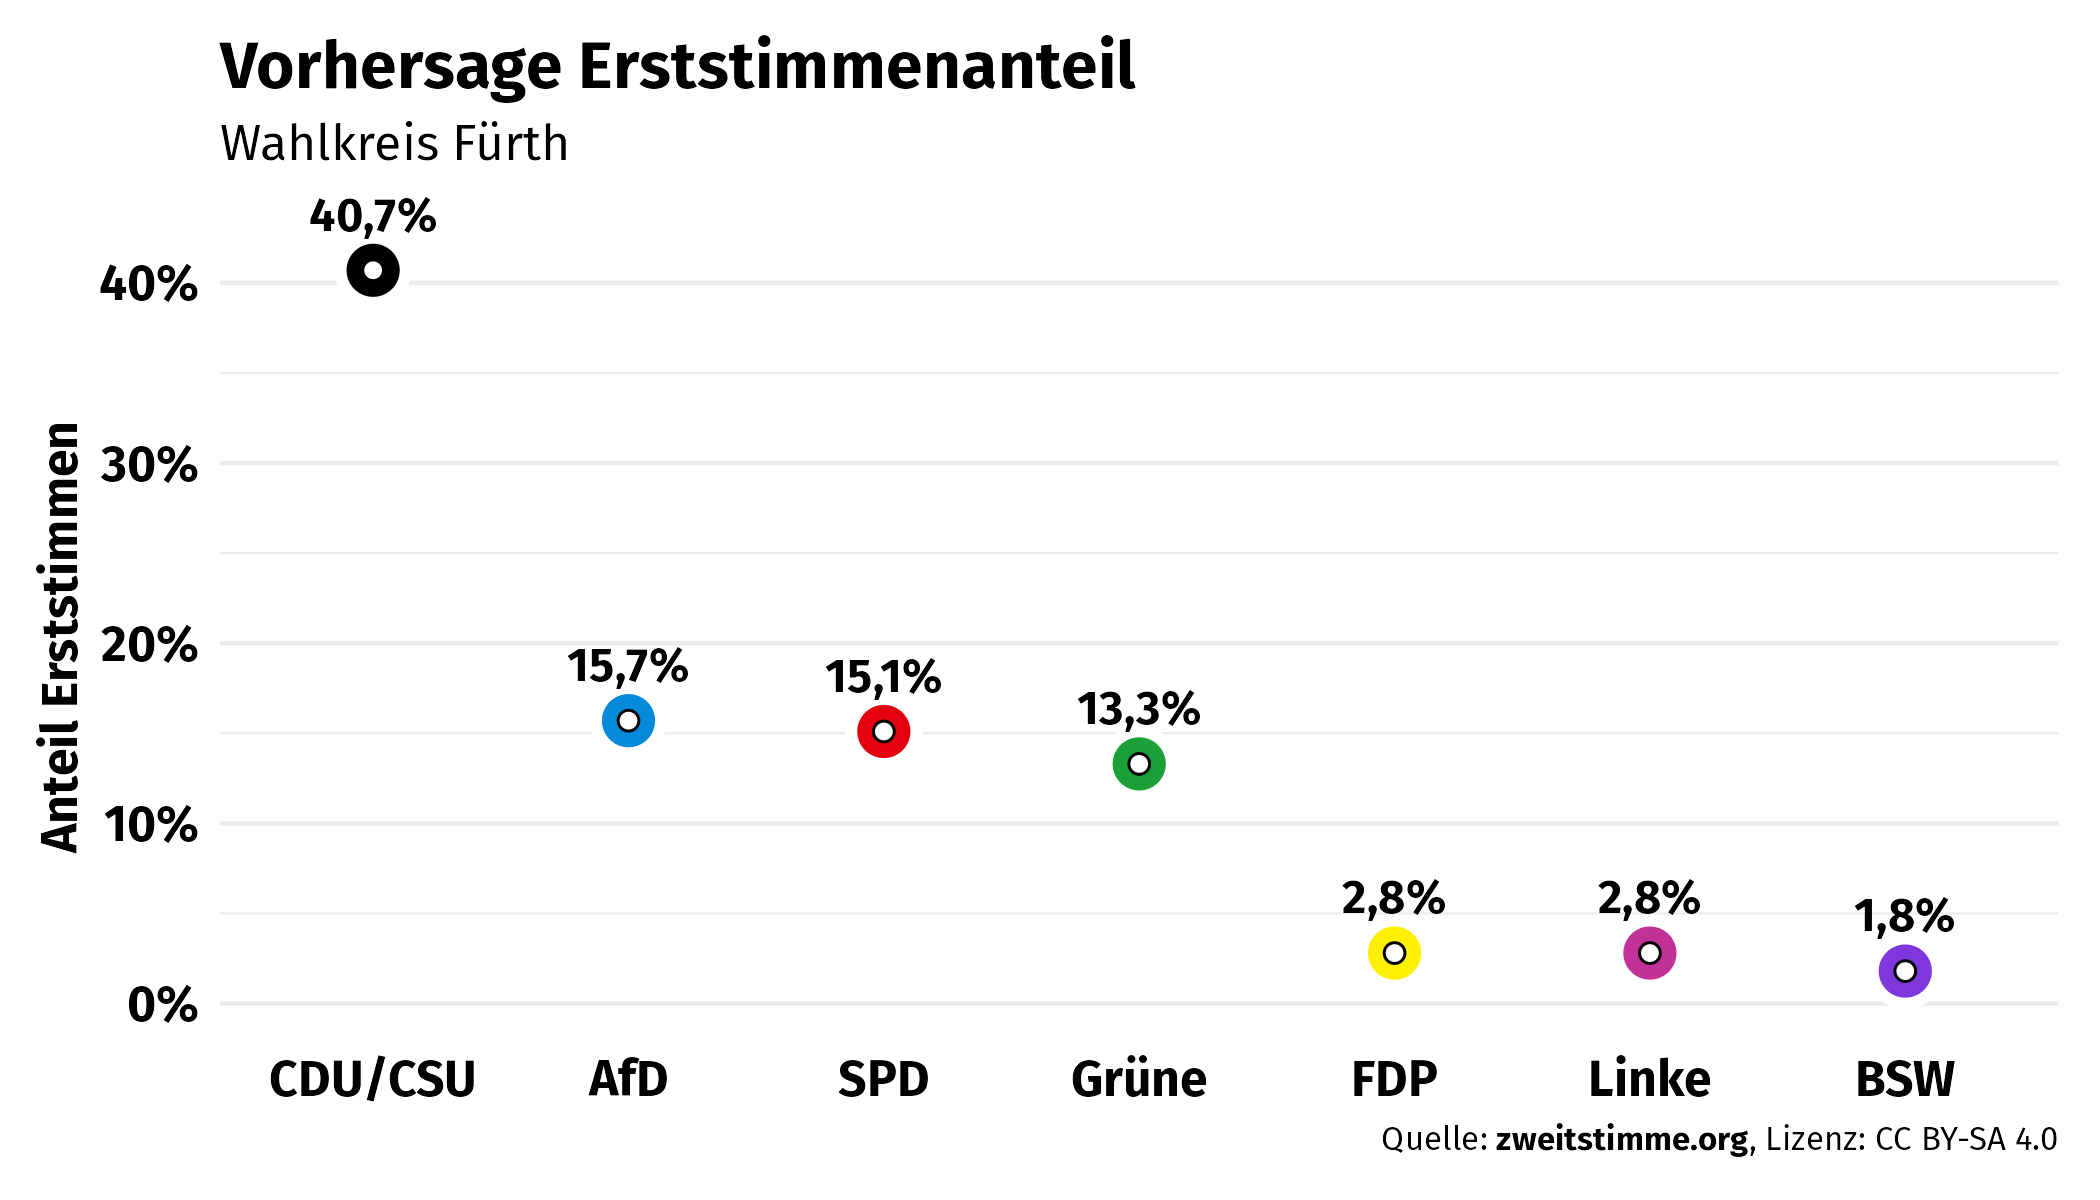 Vorhersage Erststimmenanteil
Wahlkreis Fürth
Anteil Erststimmen
40%
30%
20%
10%
0%
40,7%
15,7%
15,1%
13,3%
2,8%
2,8%
1,8%
CDU/CSU
AfD
SPD
Grüne
FDP
Linke
BSW
Quelle: zweitstimme.org, Lizenz: CC BY-SA 4.0